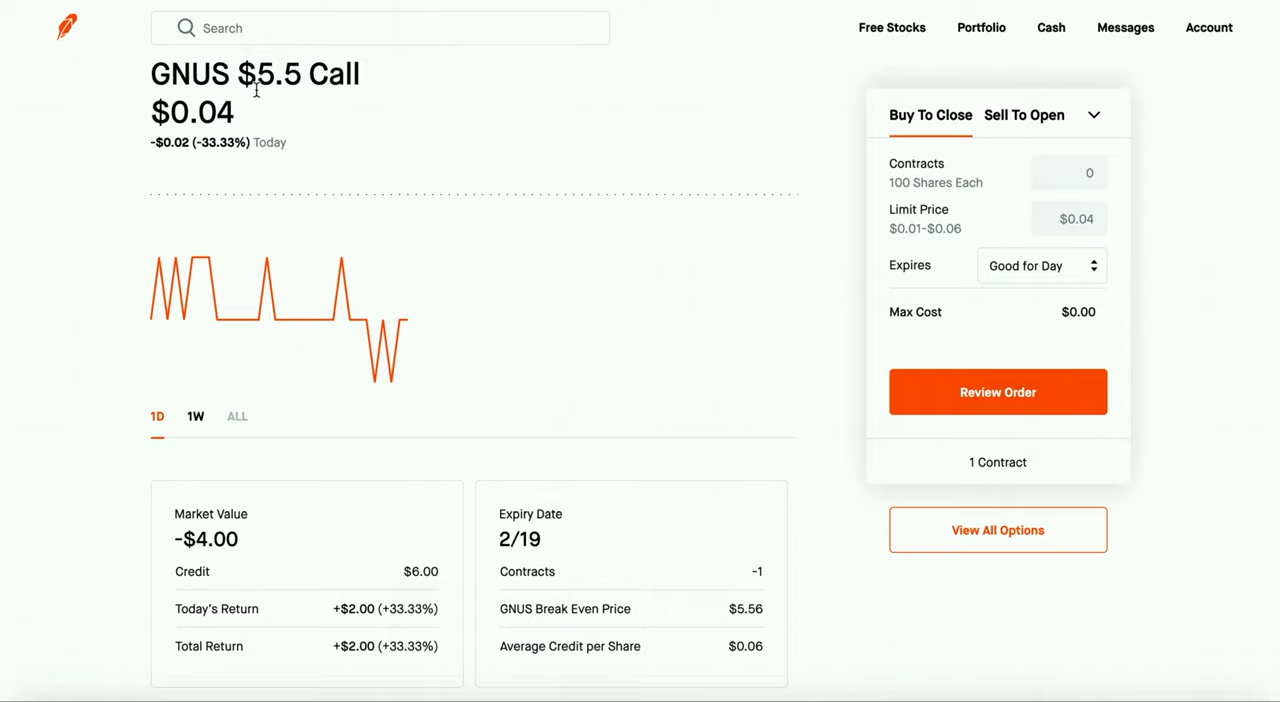 Search
Free Stocks Portfolio Cash Messages Account
GNUS $5.5 Call
$0.04
-$0.02 (-33.33%) Today
1D 1W ALL
Market Value
-$4.00
Credit $6.00
Today's Return +$2.00 (+33.33%)
Total Return +$2.00 (+33.33%)
Expiry Date
2/19
Contracts -1
GNUS Break Even Price $5.56
Average Credit per Share $0.06
Buy To Close Sell To Open
Contracts 0
100 Shares Each
Limit Price $0.04
$0.01-$0.06
Expires Good for Day
Max Cost $0.00
Review Order
1 Contract
View All Options